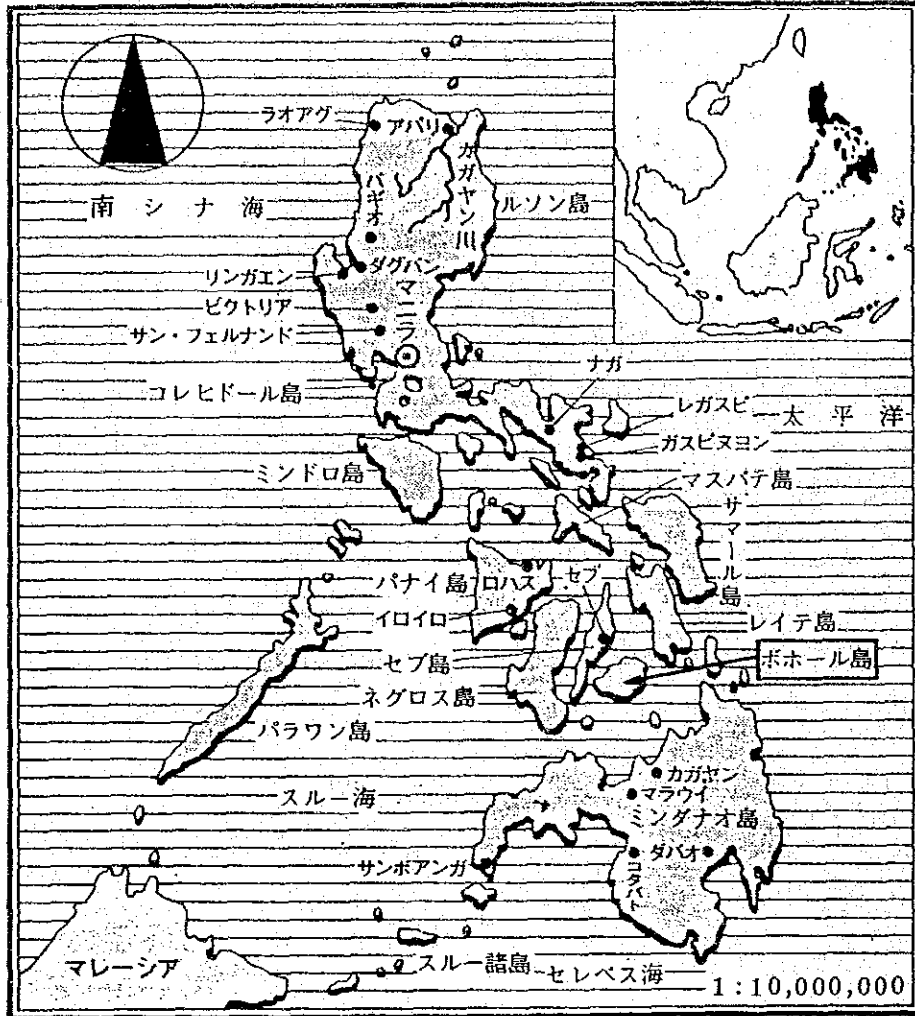 ラオアグ
アパリ
カガヤン川
バギオ
南シナ海
ルソン島
リンガエン
ダグパン
マニラ
ビクトリア
サン・フェルナンド
コレヒドール島
ナガ
レガスピ
太平洋
ガスピヌヨン
ミンドロ島
マスバテ島
サマール島
パナイ島
ロハス
セブ
イロイロ
レイテ島
セブ島
ボホール島
ネグロス島
パラワン島
カガヤン
スルー海
マラウイ
ミンダナオ島
サンボアンガ
ダバオ
コタバト
マレーシア
スルー諸島
セレベス海
1:10,000,000